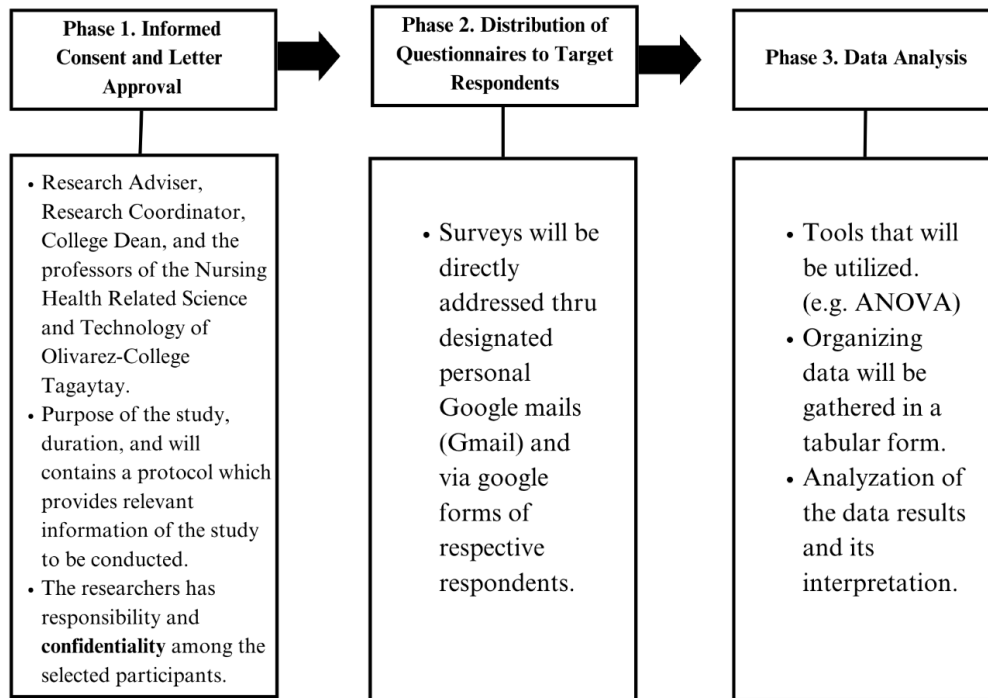 Phase 1. Informed
Consent and Letter
Approval
• Research Adviser,
Research Coordinator,
College Dean, and the
professors of the Nursing
Health Related Science
and Technology of
Olivarez-College
Tagaytay.
• Purpose of the study,
duration, and will
contains a protocol which
provides relevant
information of the study
to be conducted.
• The researchers has
responsibility and
confidentiality among the
selected participants.
Phase 2. Distribution of
Questionnaires to Target
Respondents
• Surveys will be
directly
addressed thru
designated
personal
Google mails
(Gmail) and
via google
forms of
respective
respondents.
Phase 3. Data Analysis
• Tools that will
be utilized.
(e.g. ANOVA)
• Organizing
data will be
gathered in a
tabular form.
• Analyzation of
the data results
and its
interpretation.